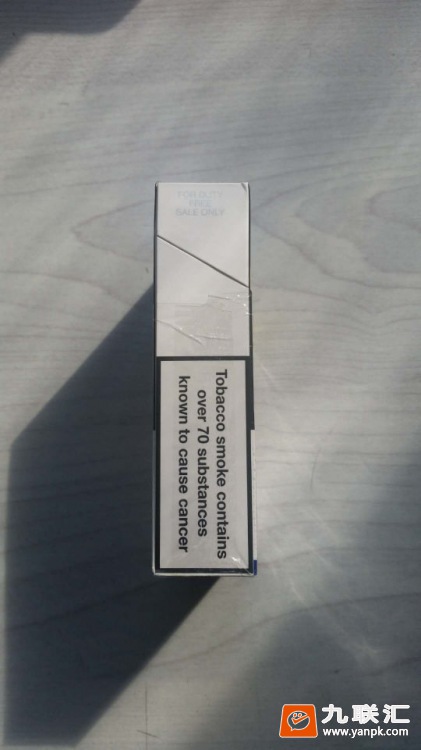 FOR DUTY
FREE
SALE ONLY
Tobacco smoke contains
over 70 substances
known to cause cancer
九联汇
www.yanpk.com